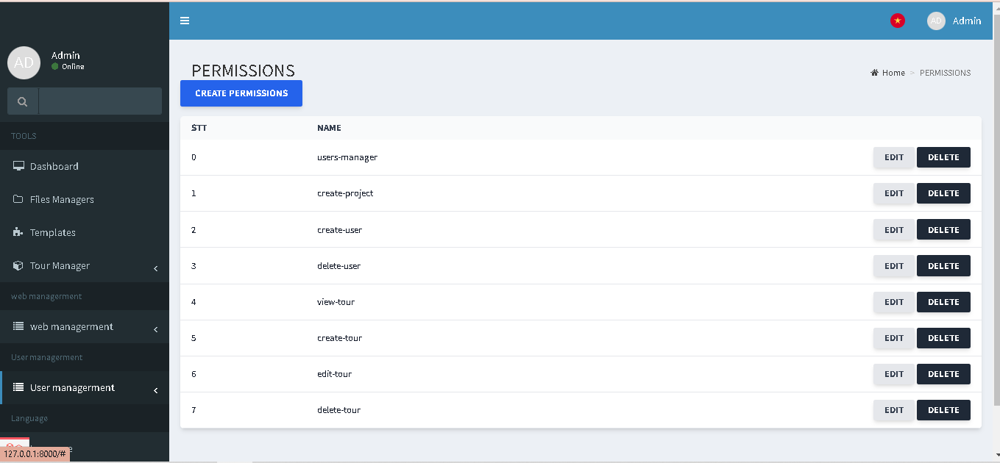 AD Admin
AD
Admin
Online
TOOLS
Dashboard
Files Managers
Templates
Tour Manager
web managerment
web managerment
User managerment
User managerment
Language
127.0.0.1:8000/#
PERMISSIONS
Home > PERMISSIONS
CREATE PERMISSIONS
STT NAME
0 users-manager EDIT DELETE
1 create-project EDIT DELETE
2 create-user EDIT DELETE
3 delete-user EDIT DELETE
4 view-tour EDIT DELETE
5 create-tour EDIT DELETE
6 edit-tour EDIT DELETE
7 delete-tour EDIT DELETE